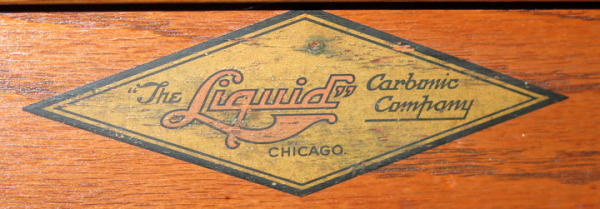 "The Liquid" Carbonic
Company
CHICAGO.